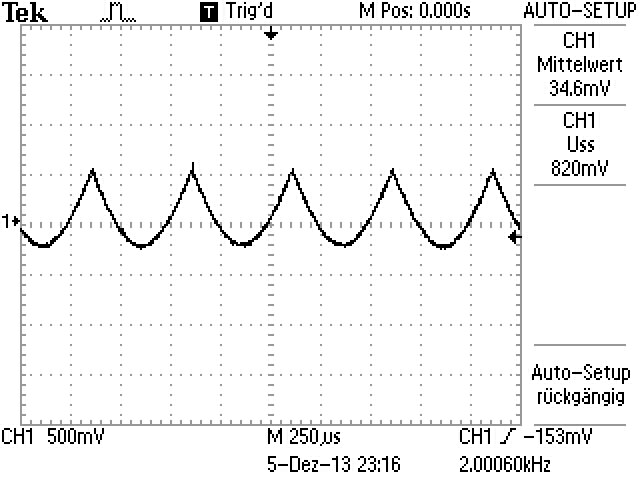 Tek T Trig'd M Pos: 0.000s AUTO-SETUP
CH1
Mittelwert
34.6mV
CH1
Uss
820mV
1
Auto-Setup
rückgängig
CH1 500mV M 250µs CH1 -153mV
5-Dez-13 23:16 2.00060kHz